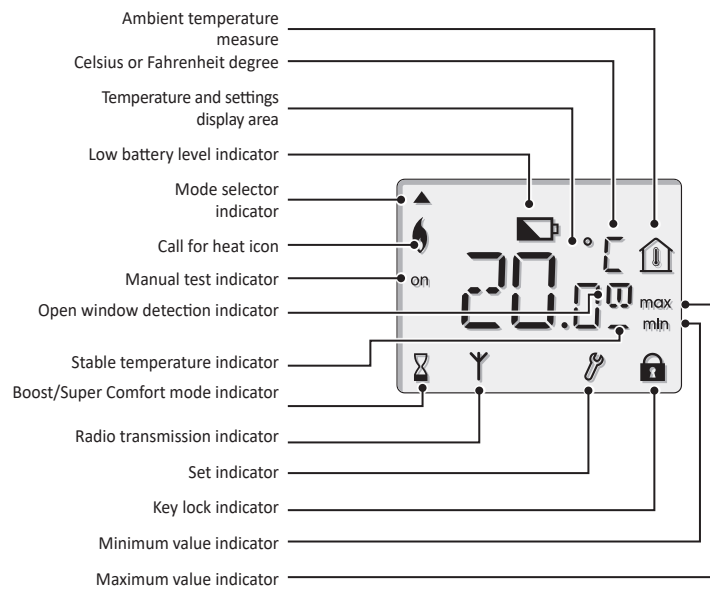 Ambient temperature
measure
Celsius or Fahrenheit degree
Temperature and settings
display area
Low battery level indicator
Mode selector
indicator
Call for heat icon
Manual test indicator
Open window detection indicator
Stable temperature indicator
Boost/Super Comfort mode indicator
Radio transmission indicator
Set indicator
Key lock indicator
Minimum value indicator
Maximum value indicator
°C
on
20.0
max
min